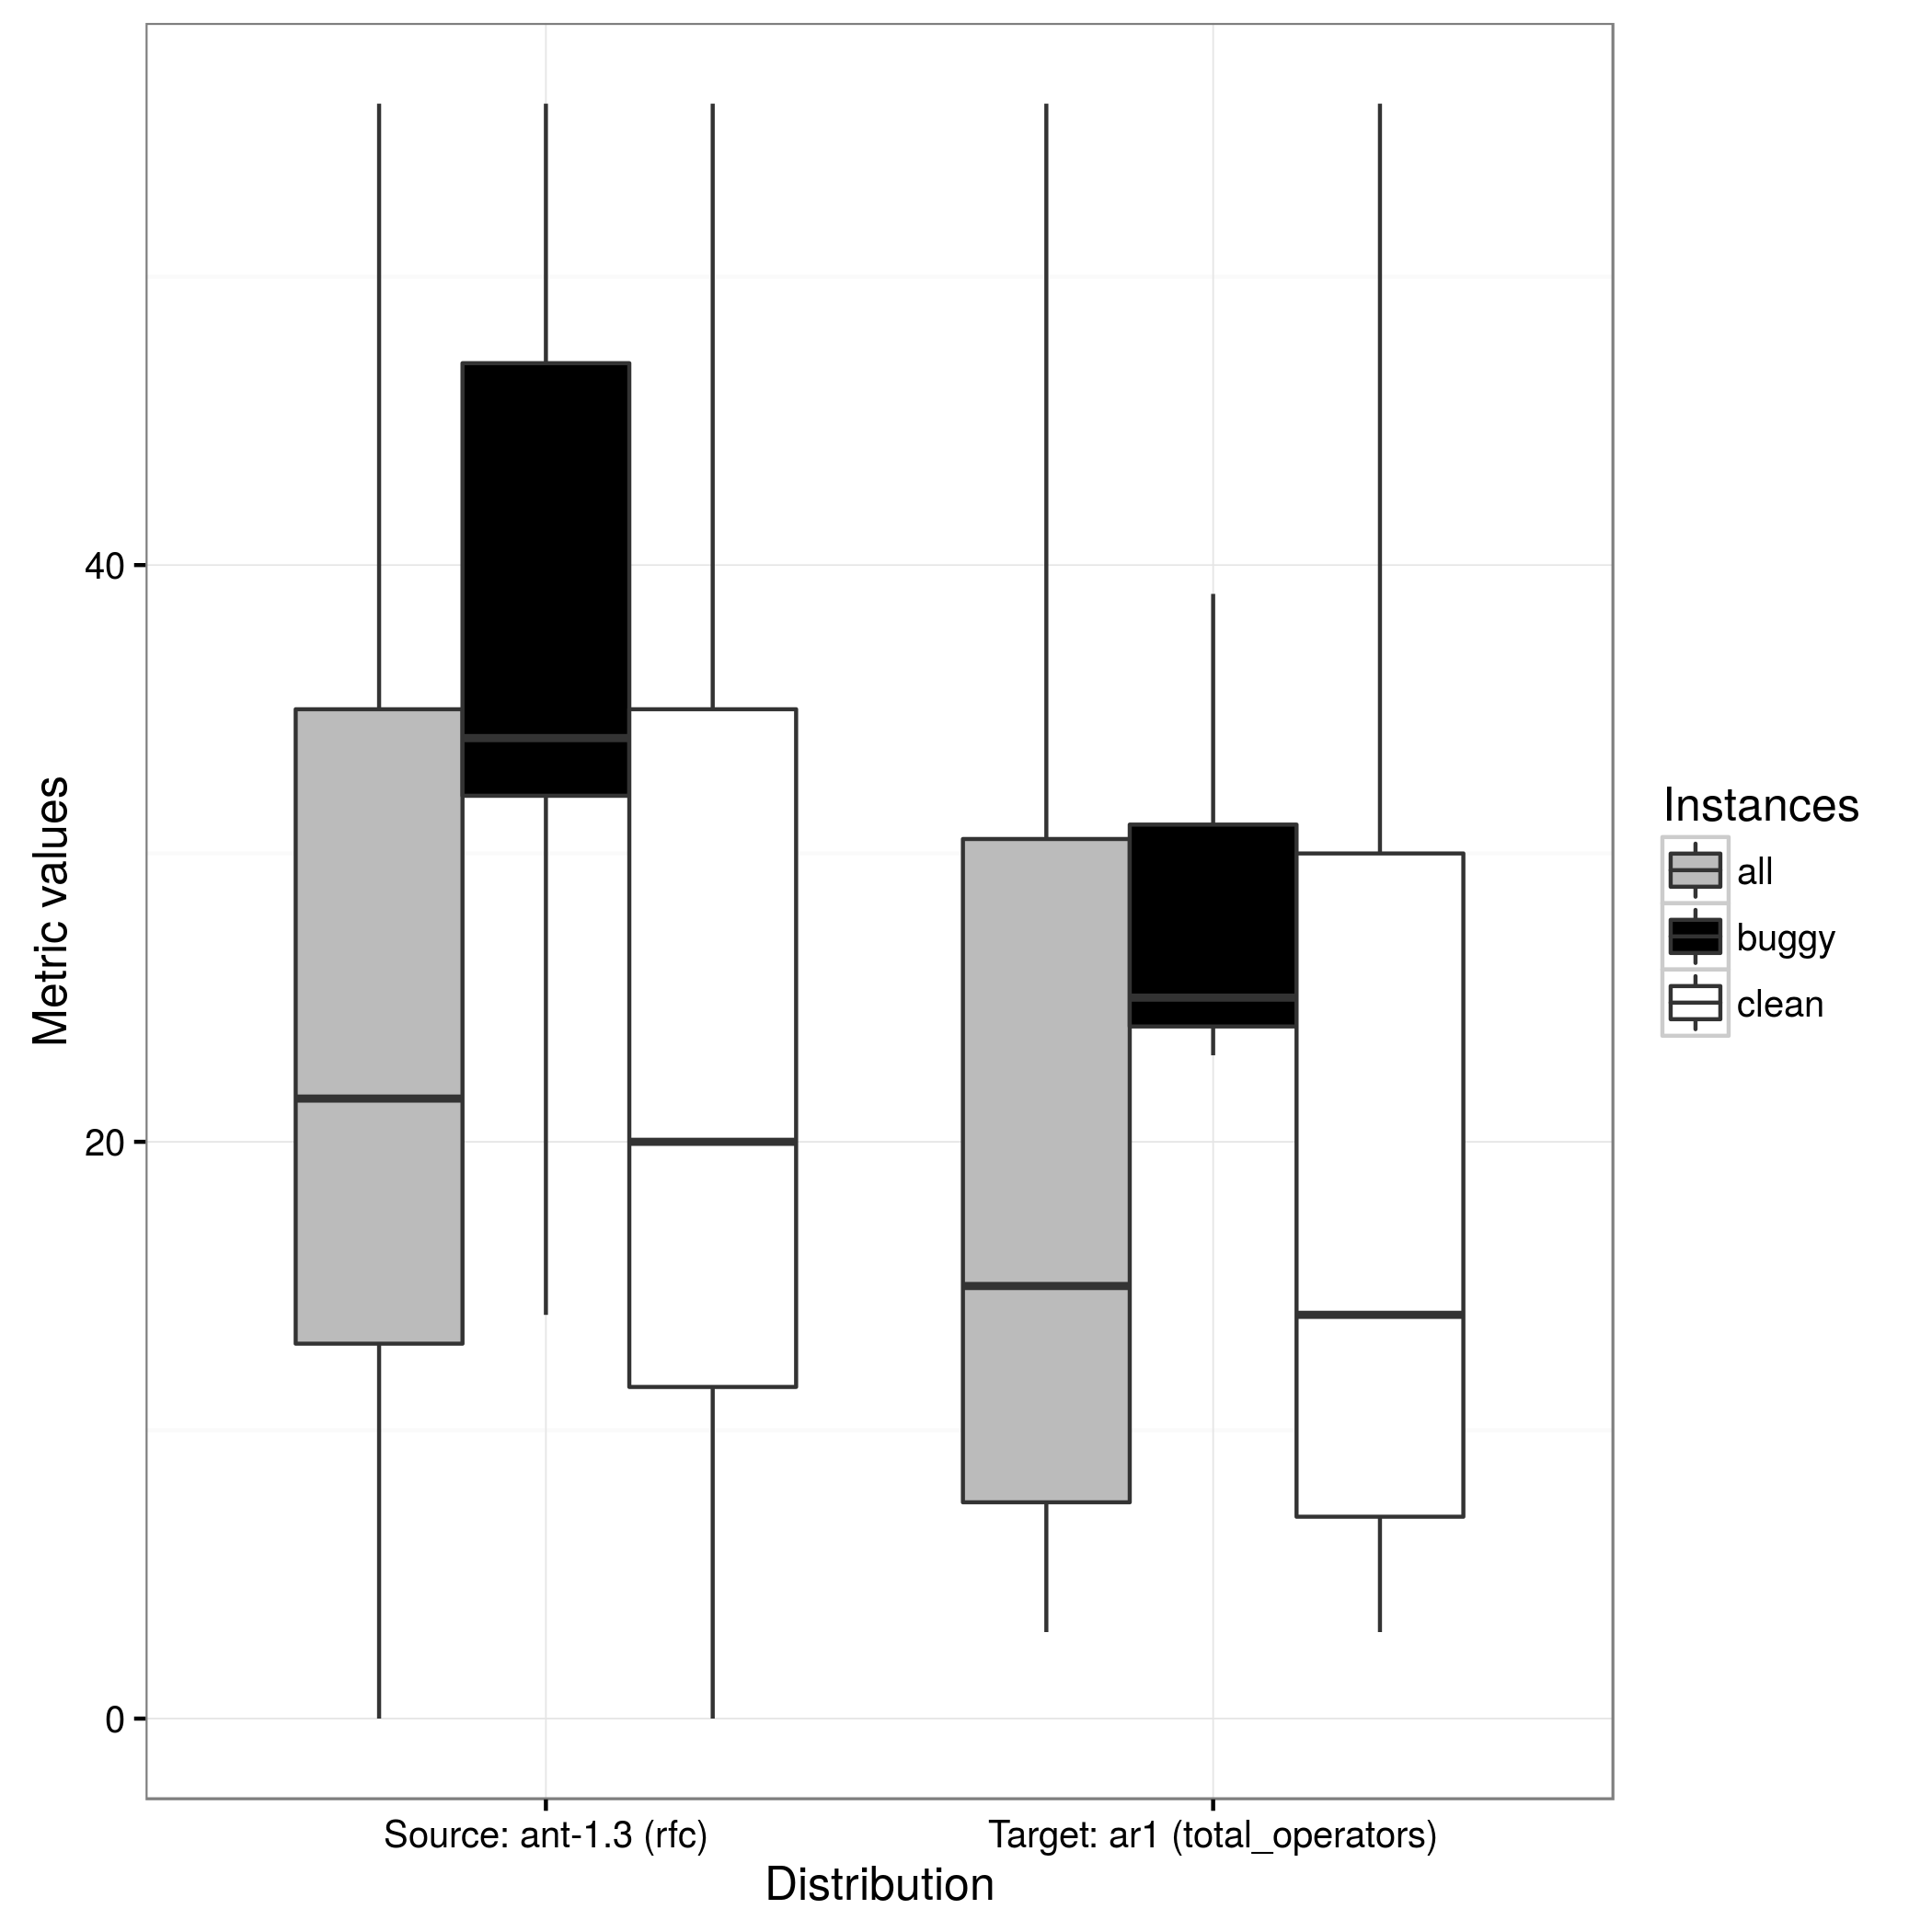 Metric values
40
20
0
Source: ant-1.3 (rfc)
Target: ar1 (total_operators)
Distribution
Instances
all
buggy
clean